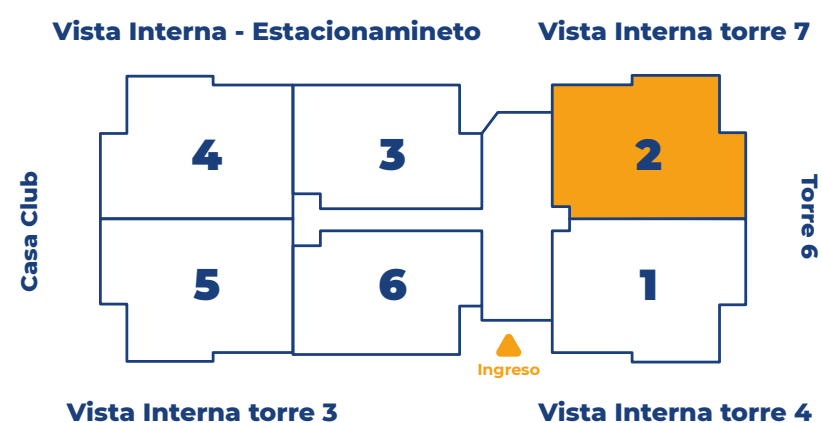 Vista Interna - Estacionamineto
Vista Interna torre 7
4
3
2
Casa Club
Torre 6
5
6
1
Ingreso
Vista Interna torre 3
Vista Interna torre 4